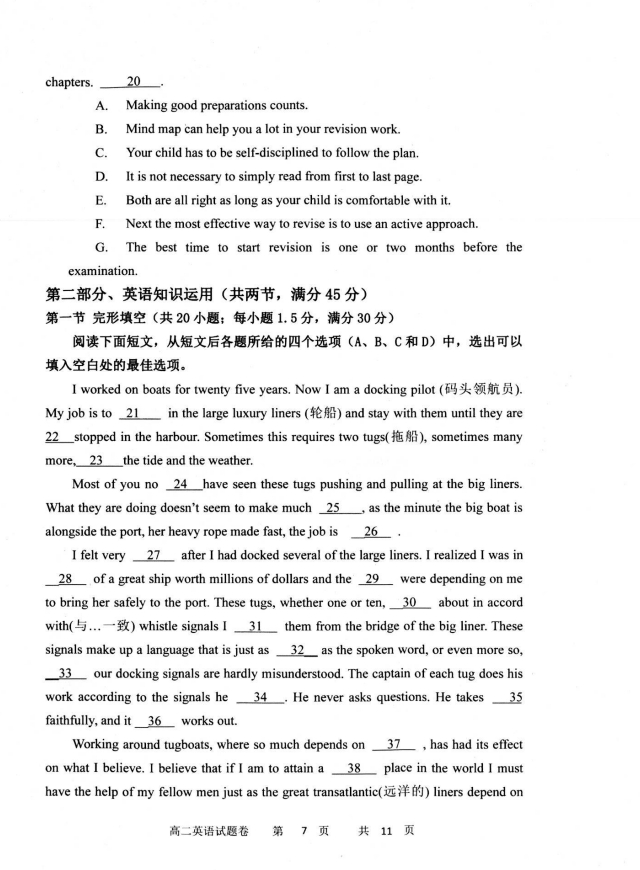 chapters. 20 .
A. Making good preparations counts.
B. Mind map can help you a lot in your revision work.
C. Your child has to be self-disciplined to follow the plan.
D. It is not necessary to simply read from first to last page.
E. Both are all right as long as your child is comfortable with it.
F. Next the most effective way to revise is to use an active approach.
G. The best time to start revision is one or two months before the
examination.
第二部分、英语知识运用（共两节，满分 45 分）
第一节 完形填空（共 20 小题；每小题 1.5 分，满分 30 分）
阅读下面短文，从短文后各题所给的四个选项（A、B、C 和 D）中，选出可以
填入空白处的最佳选项。
I worked on boats for twenty five years. Now I am a docking pilot (码头领航员).
My job is to 21 in the large luxury liners (轮船) and stay with them until they are
22 stopped in the harbour. Sometimes this requires two tugs(拖船), sometimes many
more, 23 the tide and the weather.
Most of you no 24 have seen these tugs pushing and pulling at the big liners.
What they are doing doesn't seem to make much 25 , as the minute the big boat is
alongside the port, her heavy rope made fast, the job is 26 .
I felt very 27 after I had docked several of the large liners. I realized I was in
28 of a great ship worth millions of dollars and the 29 were depending on me
to bring her safely to the port. These tugs, whether one or ten, 30 about in accord
with(与…一致) whistle signals I 31 them from the bridge of the big liner. These
signals make up a language that is just as 32 as the spoken word, or even more so,
33 our docking signals are hardly misunderstood. The captain of each tug does his
work according to the signals he 34 . He never asks questions. He takes 35
faithfully, and it 36 works out.
Working around tugboats, where so much depends on 37 , has had its effect
on what I believe. I believe that if I am to attain a 38 place in the world I must
have the help of my fellow men just as the great transatlantic(远洋的) liners depend on
高二英语试题卷 第 7 页 共 11 页